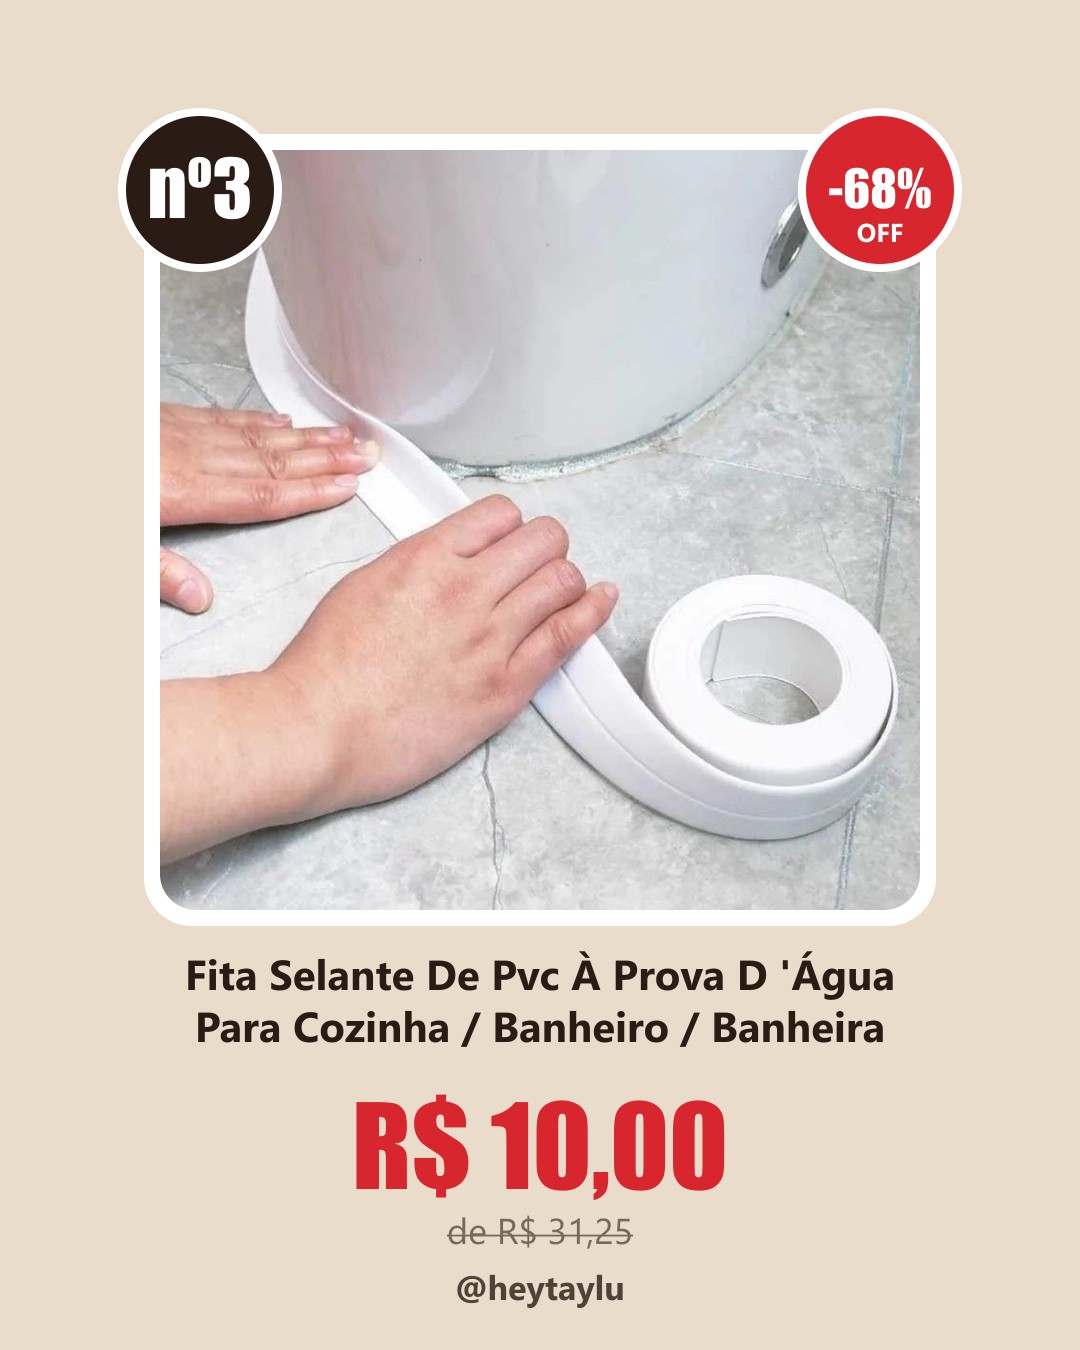 nº3
-68%
OFF
Fita Selante De Pvc À Prova D 'Água
Para Cozinha / Banheiro / Banheira
R$ 10,00
de R$ 31,25
@heytaylu